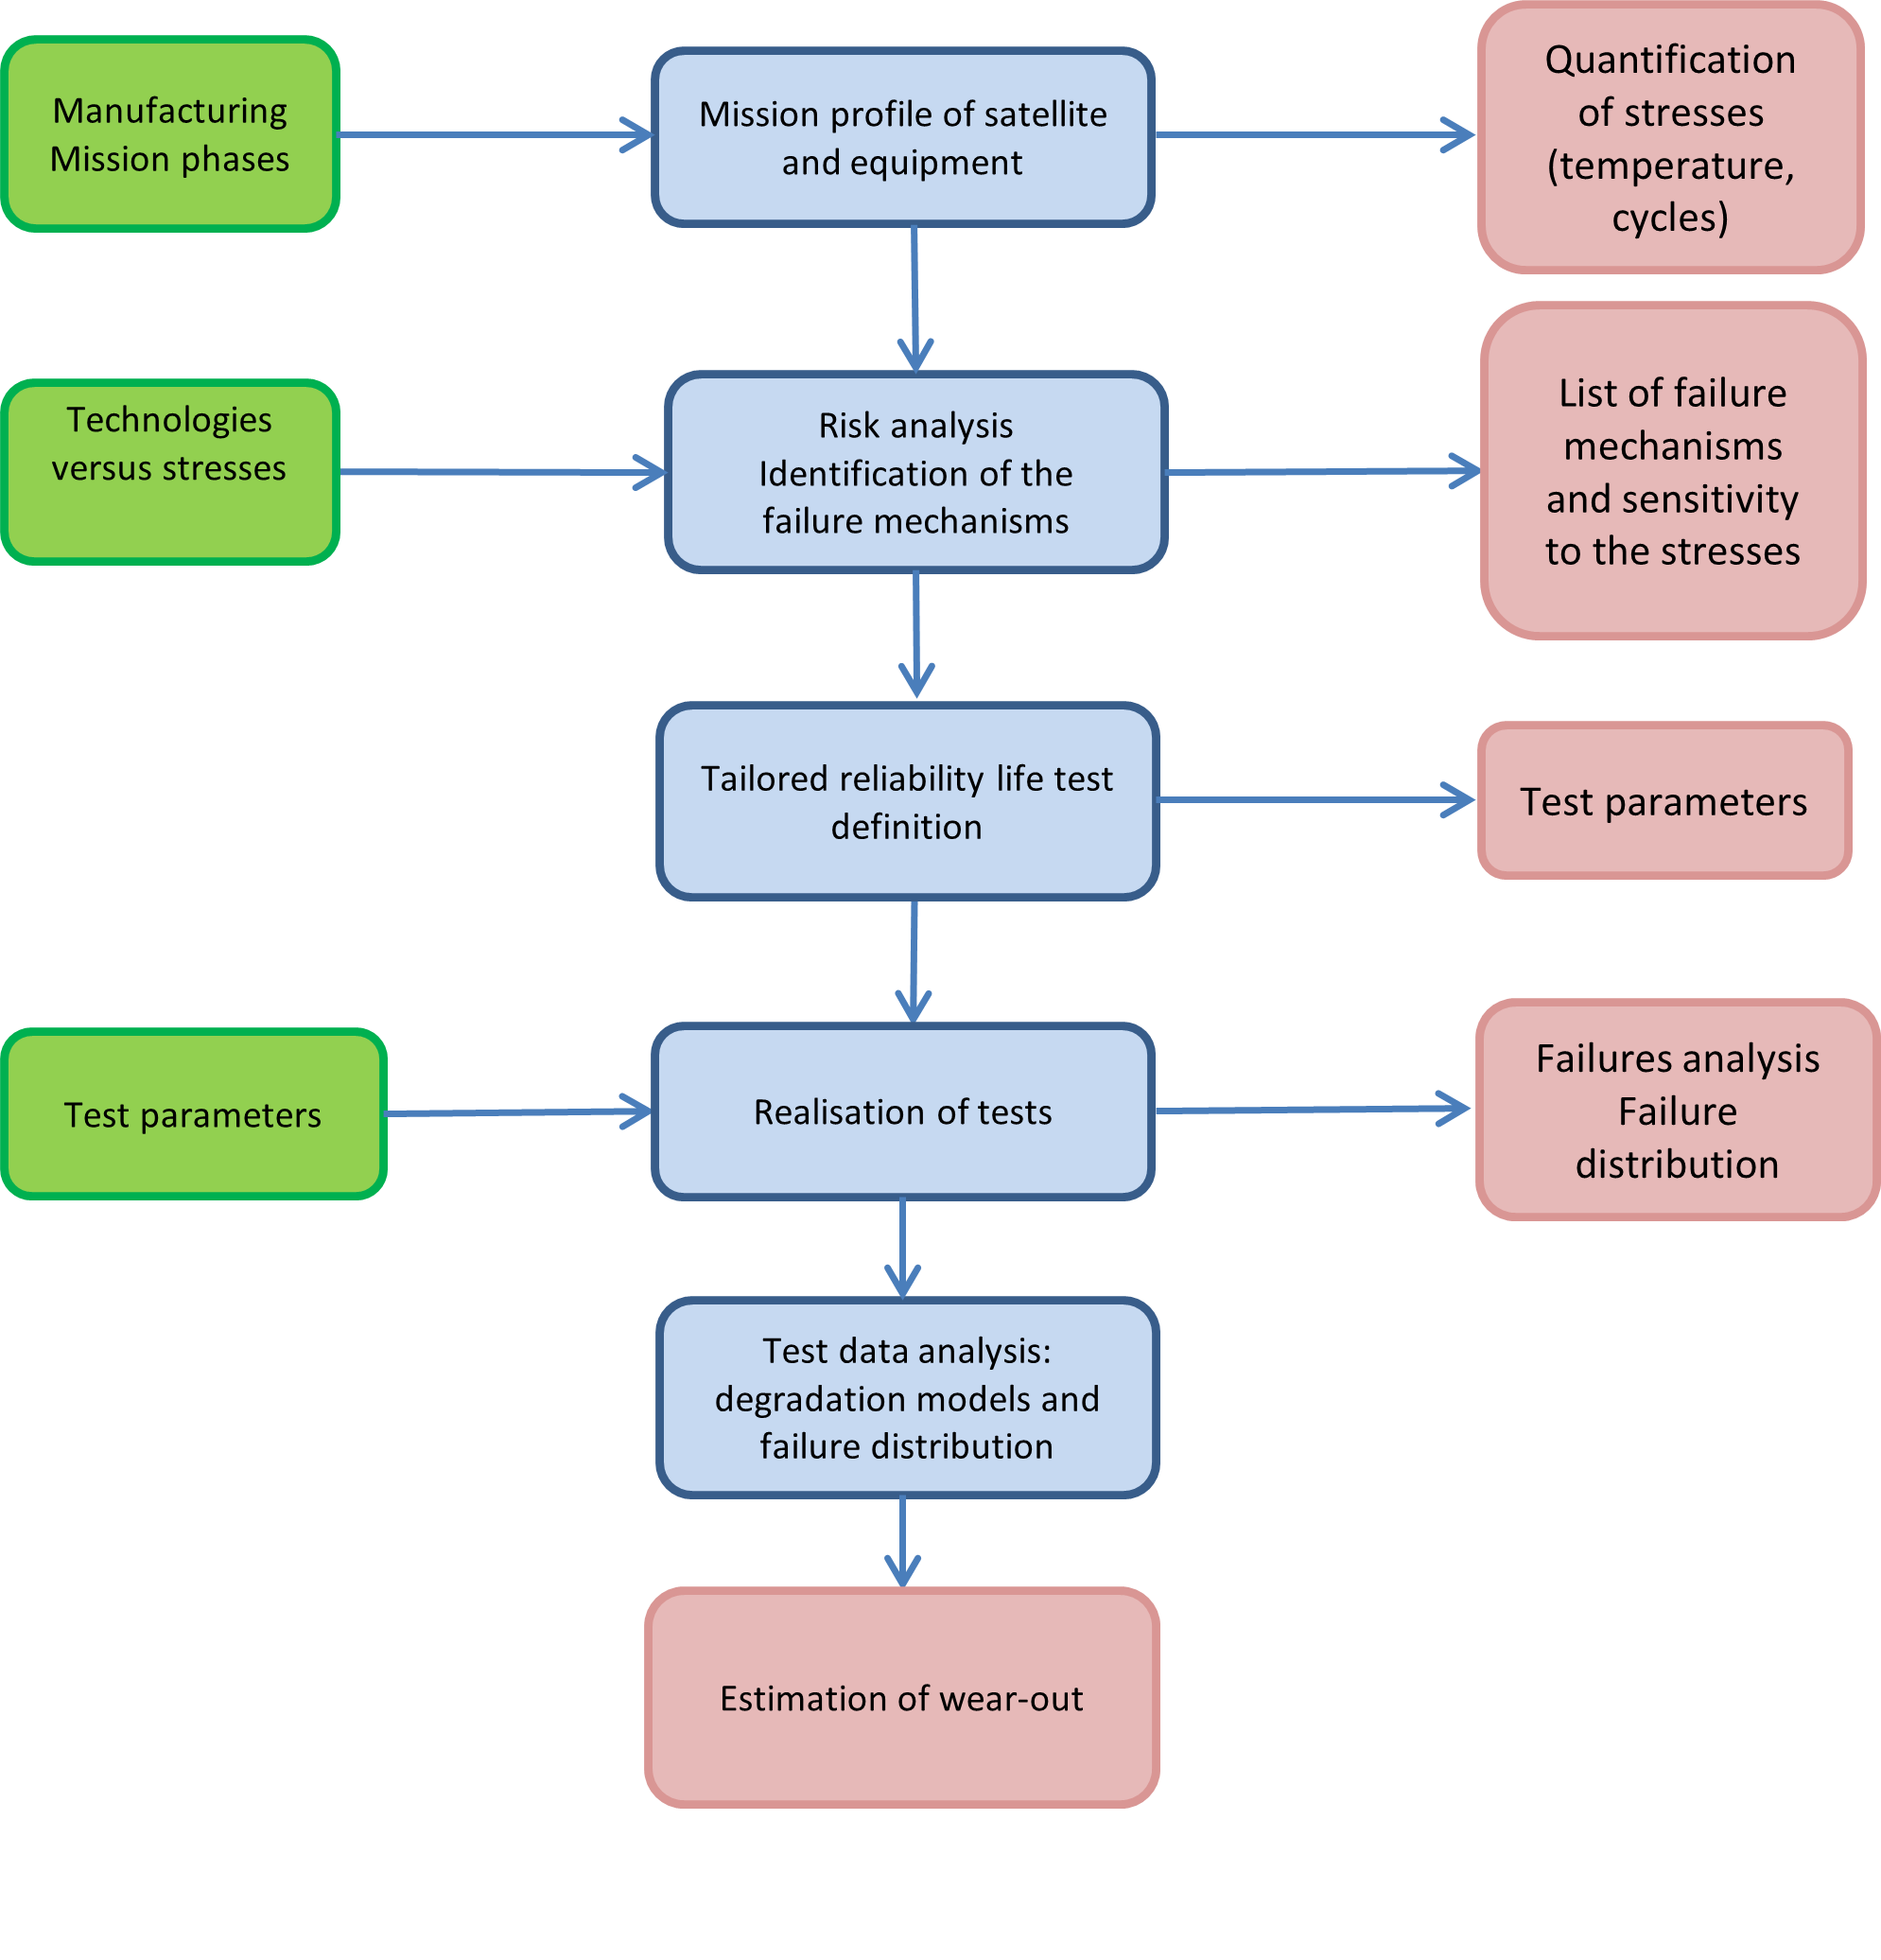 Manufacturing
Mission phases
Mission profile of satellite
and equipment
Quantification
of stresses
(temperature,
cycles)
Technologies
versus stresses
Risk analysis
Identification of the
failure mechanisms
List of failure
mechanisms
and sensitivity
to the stresses
Tailored reliability life test
definition
Test parameters
Test parameters
Realisation of tests
Failures analysis
Failure
distribution
Test data analysis:
degradation models and
failure distribution
Estimation of wear-out